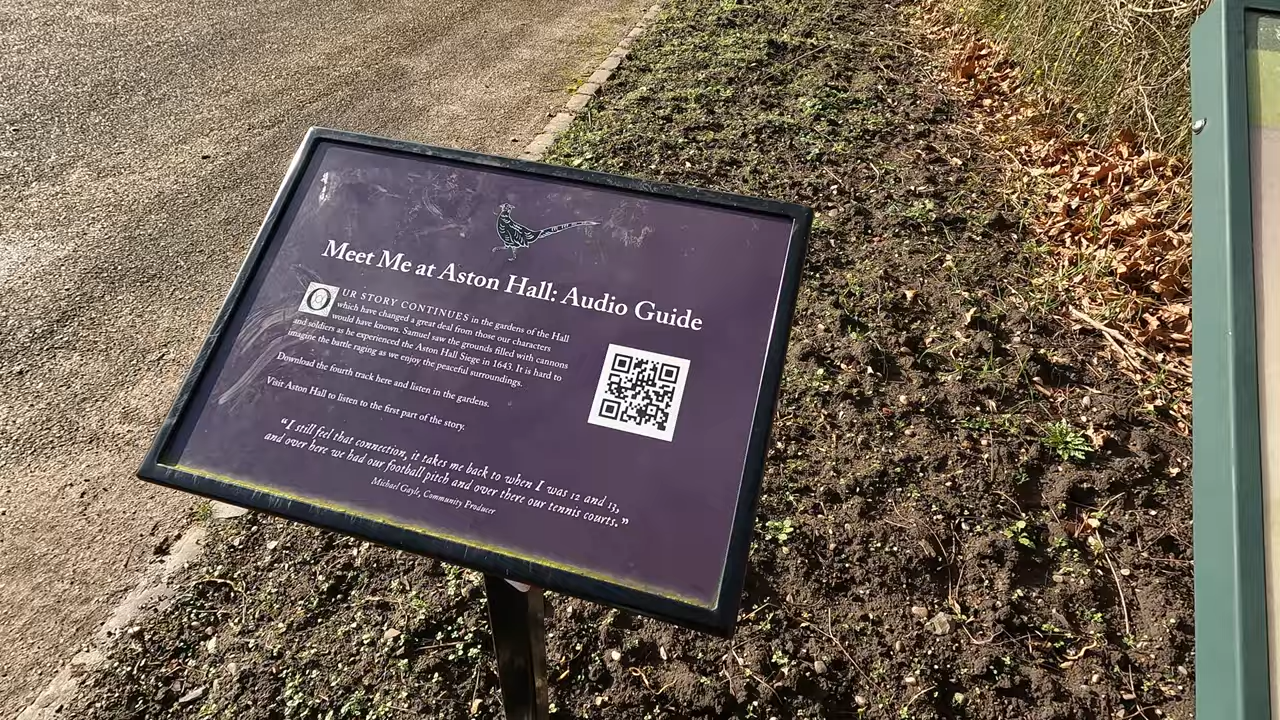 Meet Me at Aston Hall: Audio Guide
OUR STORY CONTINUES in the gardens of the Hall
which have changed a great deal from those our characters
would have known. Samuel saw the grounds filled with cannons
and soldiers as he experienced the Aston Hall Siege in 1643. It is hard to
imagine the battle raging as we enjoy the peaceful surroundings.
Download the fourth track here and listen in the gardens.
Visit Aston Hall to listen to the first part of the story.
“I still feel that connection, it takes me back to when I was 12 and 13,
and over here we had our football pitch and over there our tennis courts.”
Michael Gayle, Community Producer